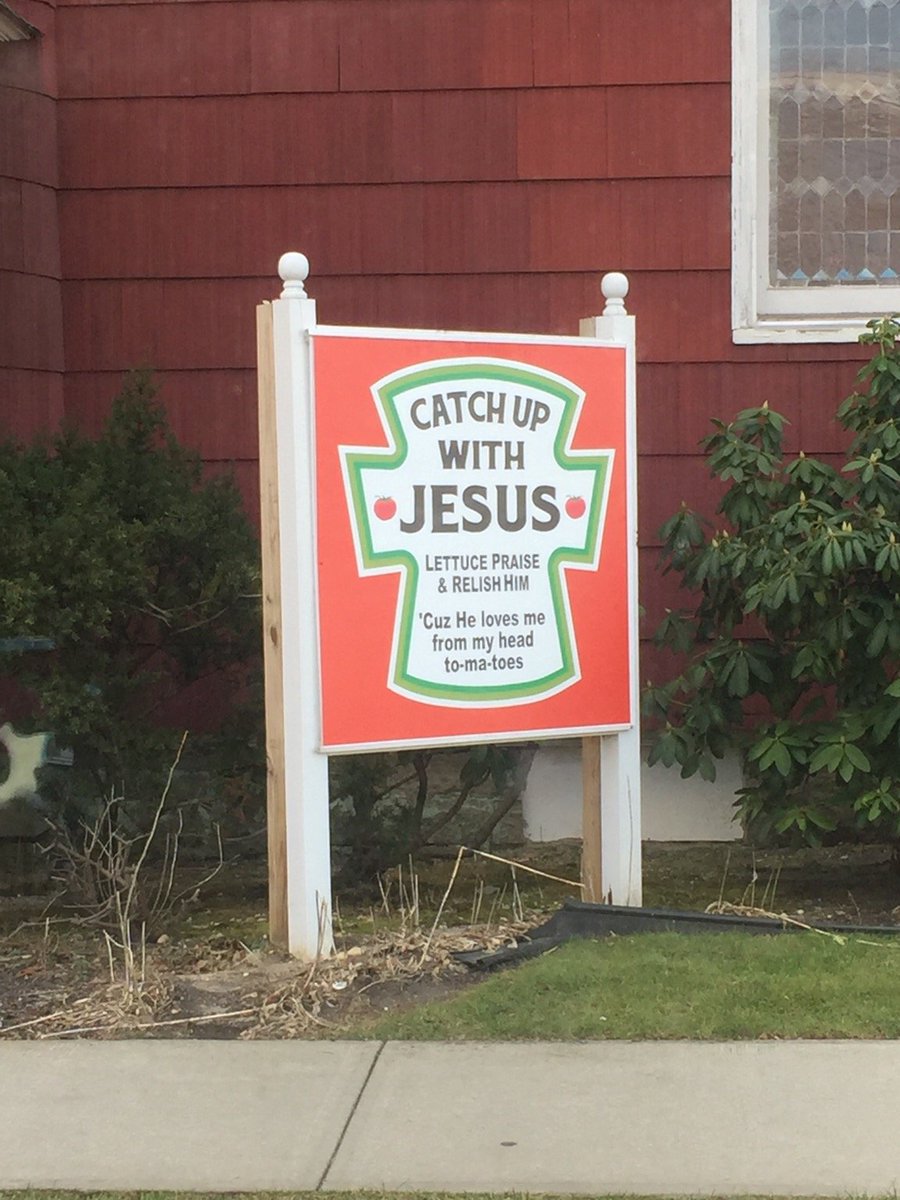 CATCH UP
WITH
JESUS
LETTUCE PRAISE
& RELISH HIM
'Cuz He loves me
from my head
to-ma-toes